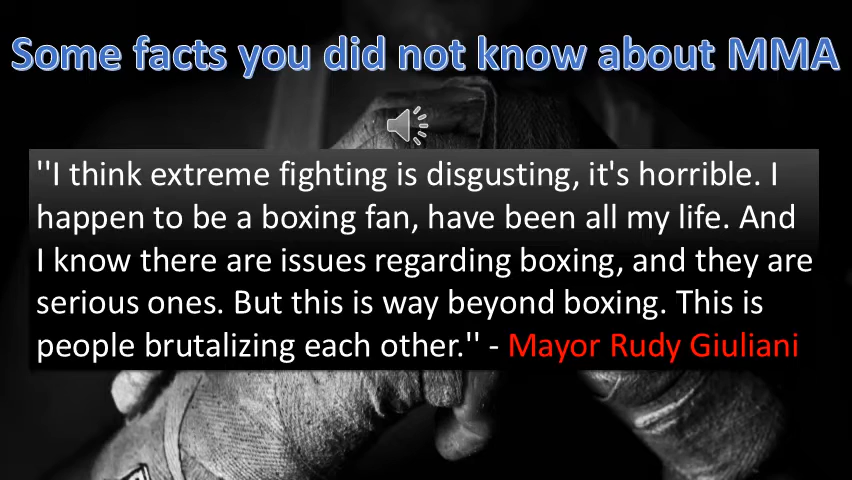 Some facts you did not know about MMA
"I think extreme fighting is disgusting, it's horrible. I
happen to be a boxing fan, have been all my life. And
I know there are issues regarding boxing, and they are
serious ones. But this is way beyond boxing. This is
people brutalizing each other." - Mayor Rudy Giuliani